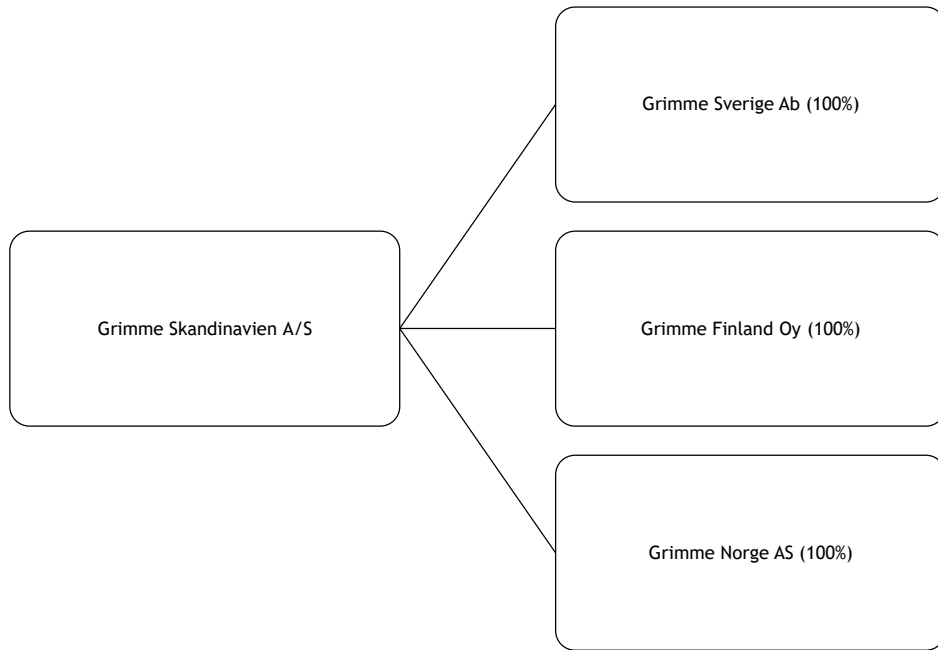 Grimme Sverige Ab (100%)
Grimme Skandinavien A/S
Grimme Finland Oy (100%)
Grimme Norge AS (100%)